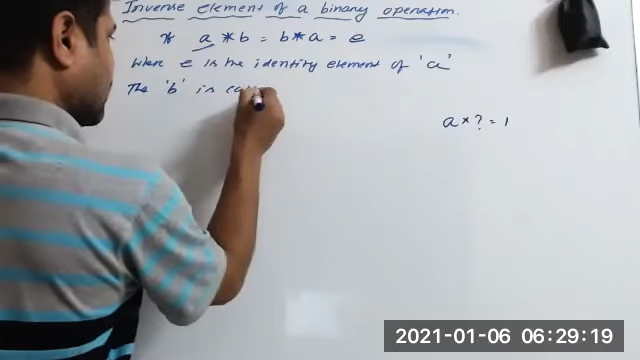 Inverse element of a binary operation.
If a * b = b * a = e
Where e is the identity element of 'a'
The 'b' is ca
a * ? = 1
2021-01-06 06:29:19